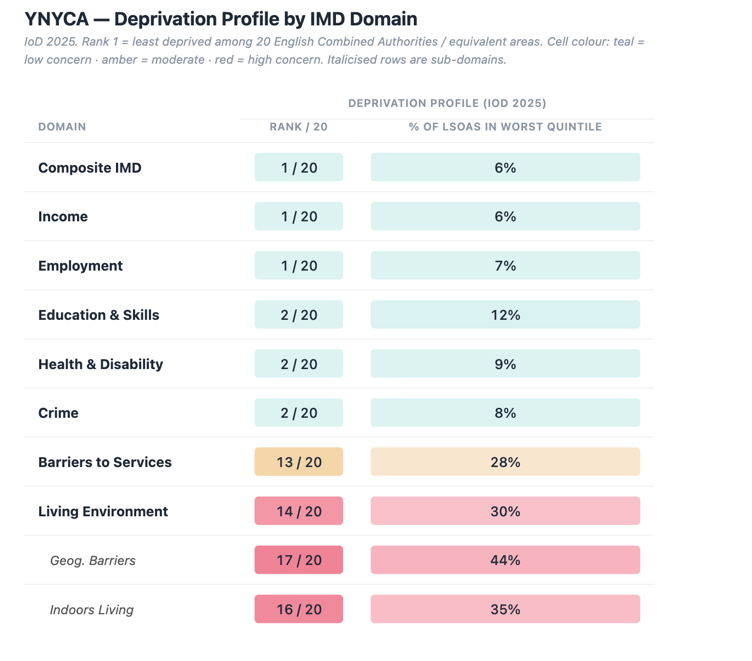 YNYCA — Deprivation Profile by IMD Domain
IoD 2025. Rank 1 = least deprived among 20 English Combined Authorities / equivalent areas. Cell colour: teal =
low concern · amber = moderate · red = high concern. Italicised rows are sub-domains.
DEPRIVATION PROFILE (IOD 2025)
DOMAIN RANK / 20 % OF LSOAS IN WORST QUINTILE
Composite IMD 1 / 20 6%
Income 1 / 20 6%
Employment 1 / 20 7%
Education & Skills 2 / 20 12%
Health & Disability 2 / 20 9%
Crime 2 / 20 8%
Barriers to Services 13 / 20 28%
Living Environment 14 / 20 30%
Geog. Barriers 17 / 20 44%
Indoors Living 16 / 20 35%